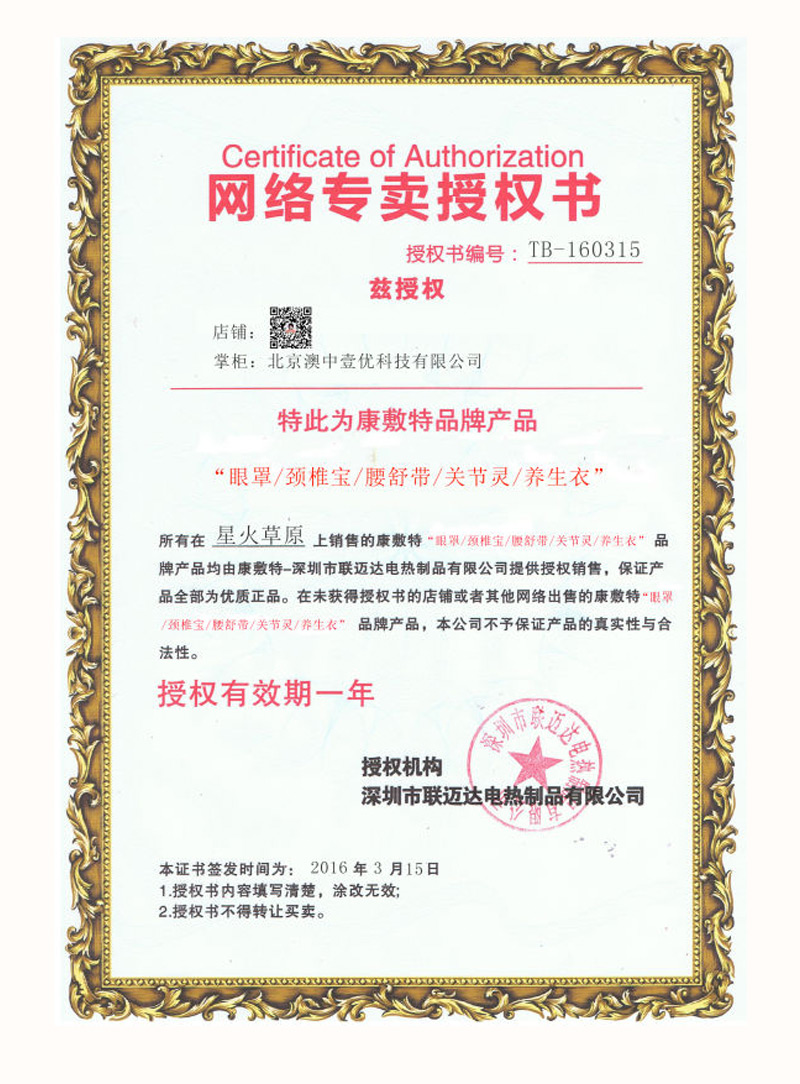 Certificate of Authorization
网络专卖授权书
授权书编号：TB-160315
兹授权
店铺：
掌柜：北京澳中壹优科技有限公司
特此为康敷特品牌产品
“眼罩/颈椎宝/腰舒带/关节灵/养生衣”
所有在 星火草原 上销售的康敷特“眼罩/颈椎宝/腰舒带/关节灵/养生衣”品
牌产品均由康敷特-深圳市联迈达电热制品有限公司提供授权销售，保证产
品全部为优质正品。在未获得授权书的店铺或者其他网络出售的康敷特“眼罩
/颈椎宝/腰舒带/关节灵/养生衣” 品牌产品，本公司不予保证产品的真实性与合
法性。
授权有效期一年
深圳市联迈达电热制品有限公司
授权机构
深圳市联迈达电热制品有限公司
本证书签发时间为： 2016 年 3 月15日
1.授权书内容填写清楚，涂改无效;
2.授权书不得转让买卖。